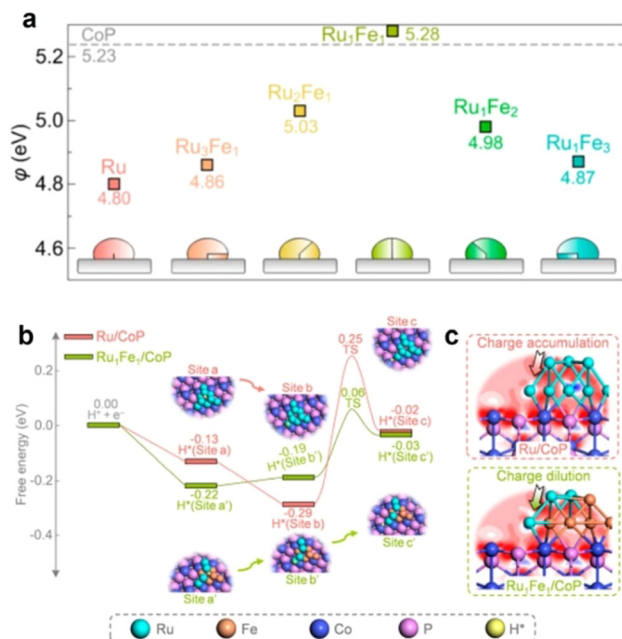 a
CoP
5.23
Ru₁Fe₁ 5.28
5.2
Ru₂Fe₁
5.03
Ru₁Fe₂
4.98
5.0
φ (eV)
Ru₃Fe₁
4.86
Ru₁Fe₃
4.87
Ru
4.80
4.8
4.6
b
Ru/CoP
Ru₁Fe₁/CoP
Site c
0.25
TS
0.2
Site a
Site b
0.06
TS
0.00
H⁺ + e⁻
0.0
-0.02
H*(Site c)
-0.13
H*(Site a)
-0.19
H*(Site b')
-0.03
H*(Site c')
Free energy (eV)
-0.2
-0.22
H*(Site a')
-0.29
H*(Site b)
-0.4
Site a'
Site b'
Site c'
c
Charge accumulation
Ru/CoP
Charge dilution
Ru₁Fe₁/CoP
Ru Fe Co P H*